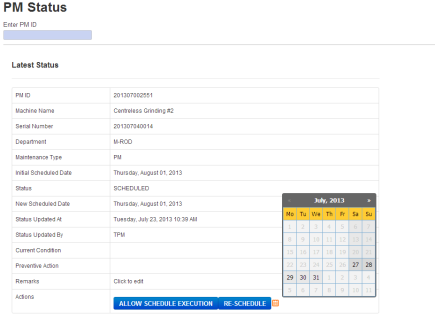 PM Status
Enter PM ID
Latest Status
PM ID 201307002551
Machine Name Centreless Grinding #2
Serial Number 201307040014
Department M-ROD
Maintenance Type PM
Initial Scheduled Date Thursday, August 01, 2013
Status SCHEDULED
New Scheduled Date Thursday, August 01, 2013
Status Updated At Tuesday, July 23, 2013 10:39 AM
Status Updated By TPM
Current Condition
Preventive Action
Remarks Click to edit
Actions ALLOW SCHEDULE EXECUTION RE-SCHEDULE
« July, 2013 »
Mo Tu We Th Fr Sa Su
1 2 3 4 5 6 7
8 9 10 11 12 13 14
15 16 17 18 19 20 21
22 23 24 25 26 27 28
29 30 31 1 2 3 4
5 6 7 8 9 10 11